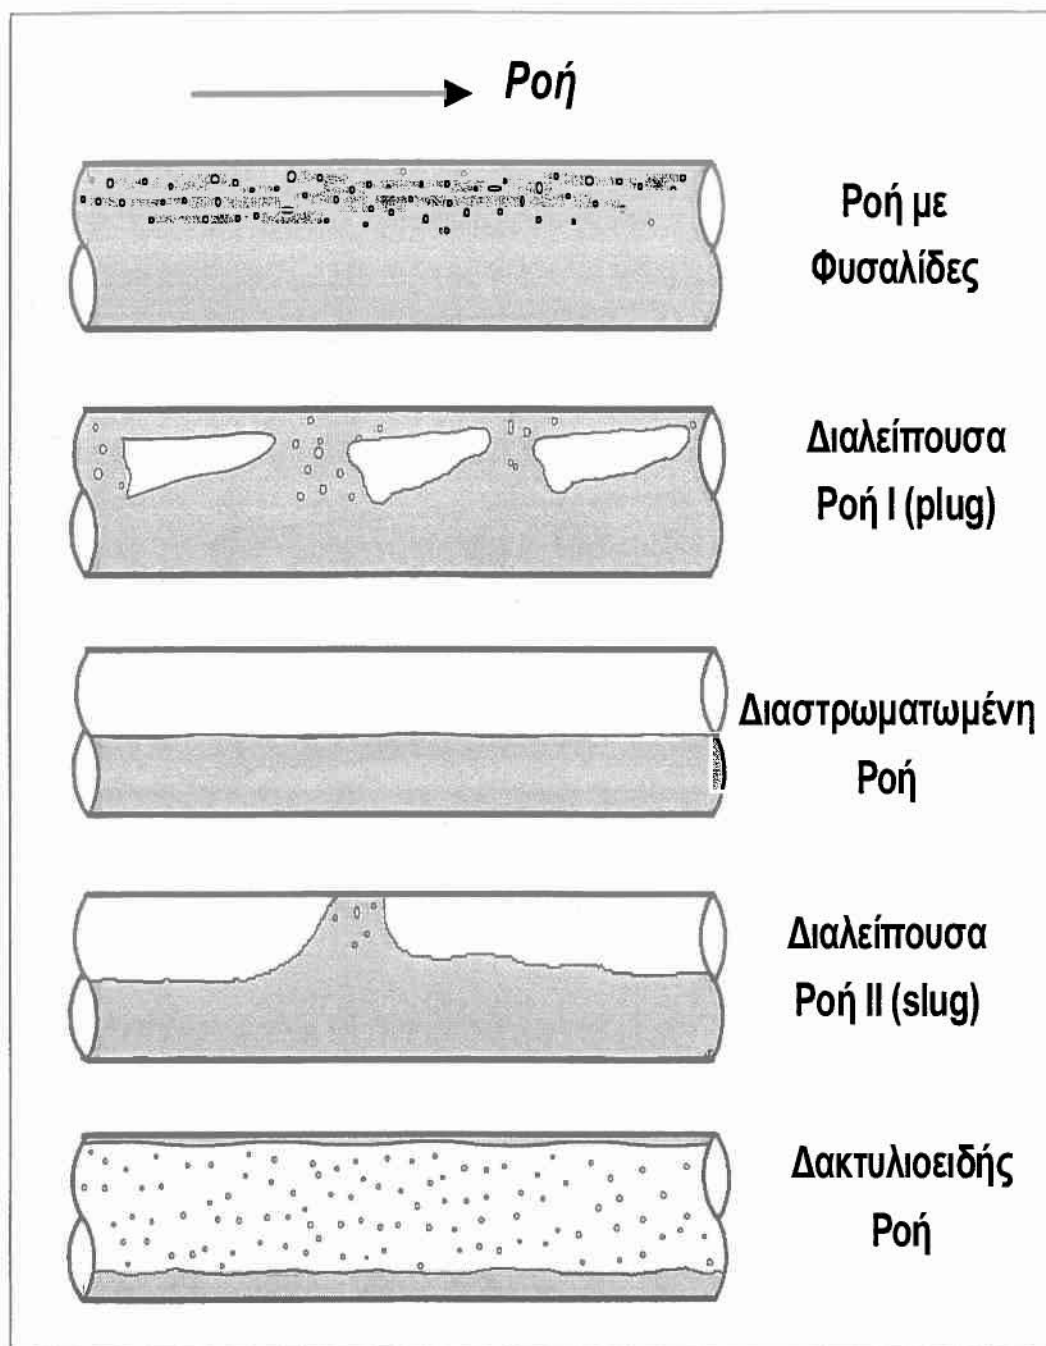 Ροή
Ροή με
Φυσαλίδες
Διαλείπουσα
Ροή I (plug)
Διαστρωματωμένη
Ροή
Διαλείπουσα
Ροή II (slug)
Δακτυλιοειδής
Ροή